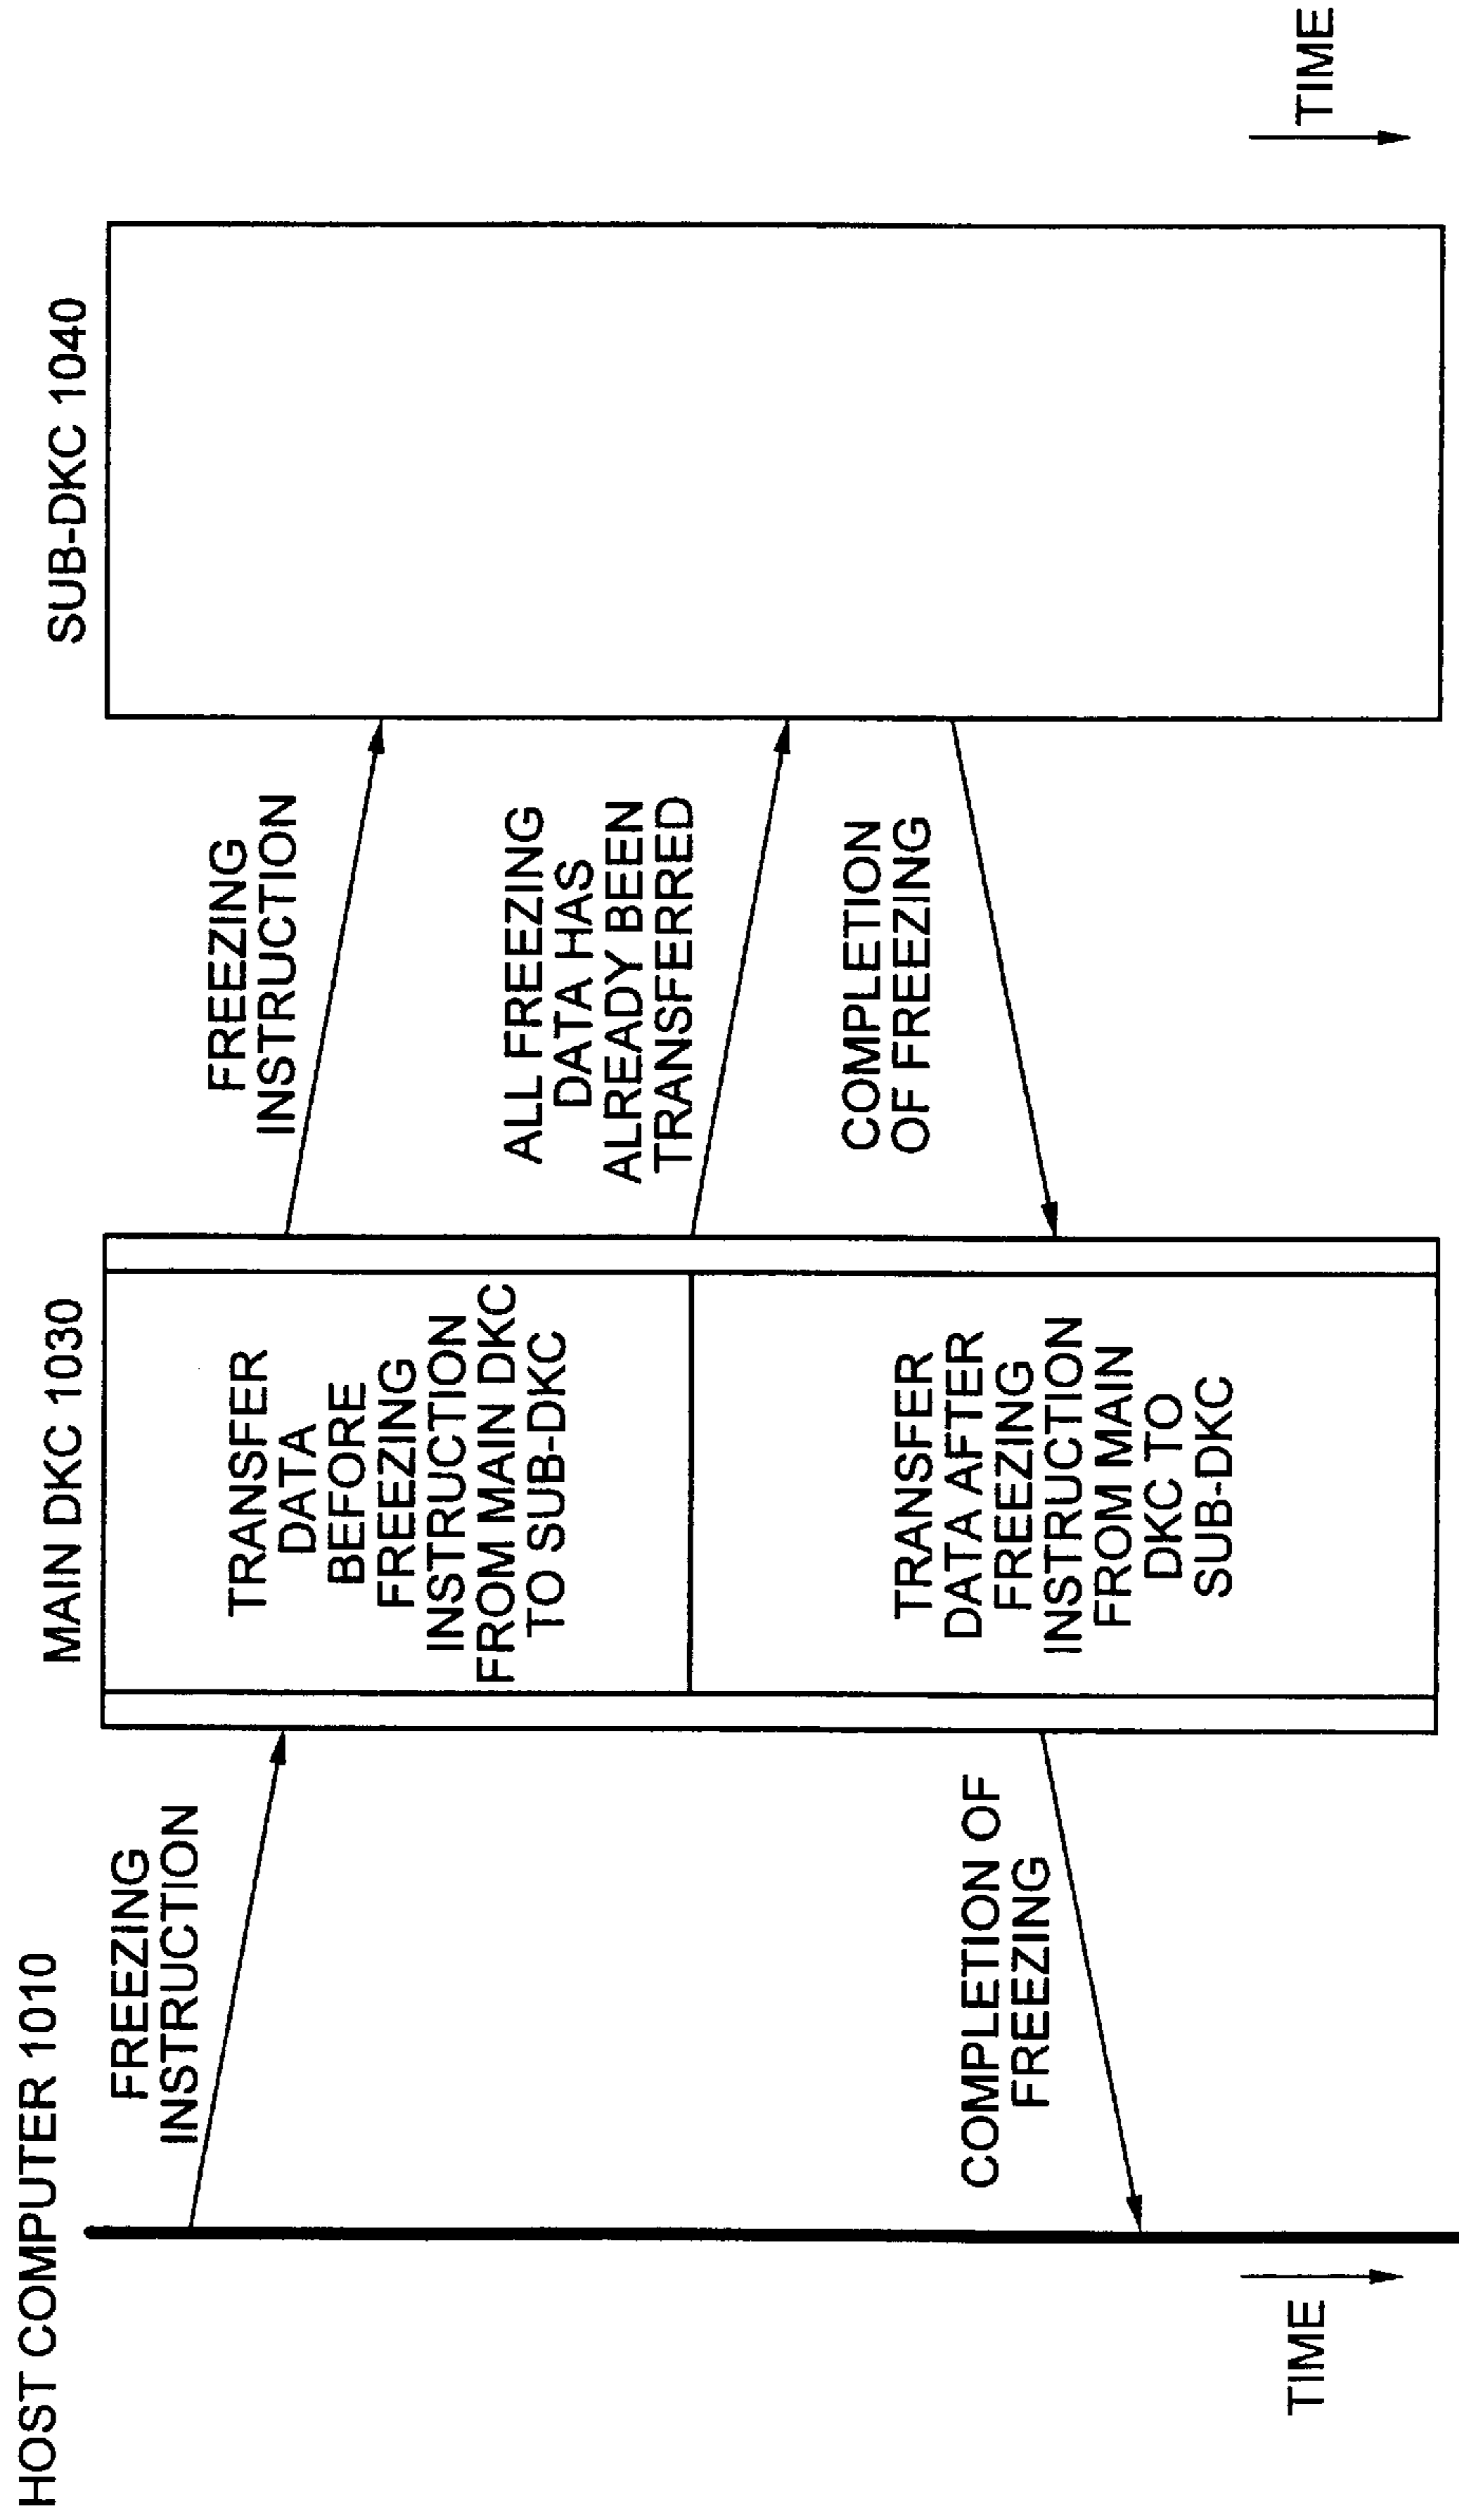 HOST COMPUTER 1010
MAIN DKC 1030
SUB-DKC 1040
FREEZING
INSTRUCTION
TRANSFER
DATA
BEFORE
FREEZING
INSTRUCTION
FROM MAIN DKC
TO SUB-DKC
FREEZING
INSTRUCTION
ALL FREEZING
DATA HAS
ALREADY BEEN
TRANSFERRED
COMPLETION
OF FREEZING
COMPLETION OF
FREEZING
TRANSFER
DATA AFTER
FREEZING
INSTRUCTION
FROM MAIN
DKC TO
SUB-DKC
TIME
TIME